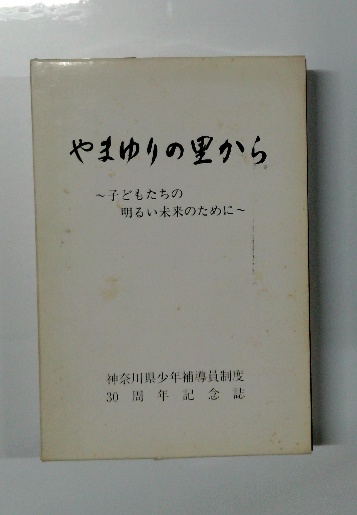 やまゆりの里から
～子どもたちの
明るい未来のために～
神奈川県少年補導員制度
30周年記念誌